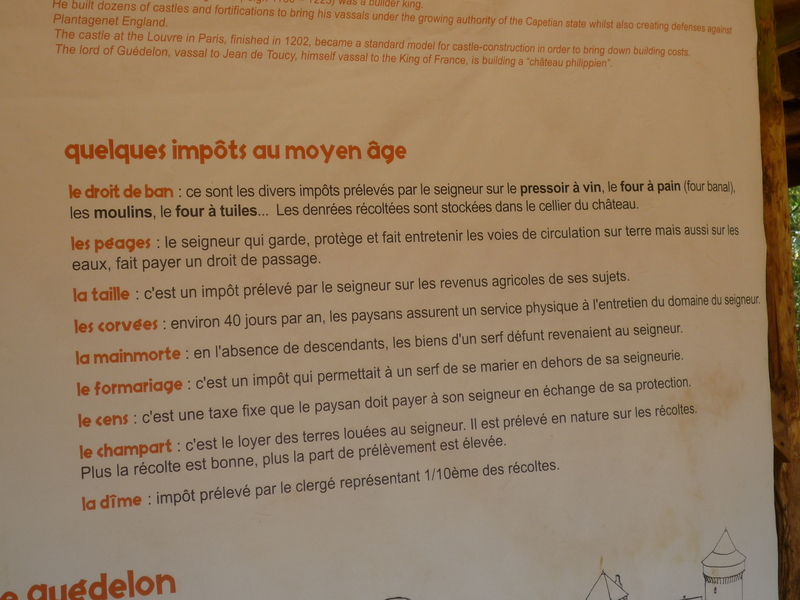 was a builder king.
He built dozens of castles and fortifications to bring his vassals under the growing authority of the Capetian state whilst also creating defenses against
Plantagenet England.
The castle at the Louvre in Paris, finished in 1202, became a standard model for castle-construction in order to bring down building costs.
The lord of Guédelon, vassal to Jean de Toucy, himself vassal to the King of France, is building a "château philippien".
quelques impôts au moyen âge
le droit de ban : ce sont les divers impôts prélevés par le seigneur sur le pressoir à vin, le four à pain (four banal),
les moulins, le four à tuiles... Les denrées récoltées sont stockées dans le cellier du château.
les péages : le seigneur qui garde, protège et fait entretenir les voies de circulation sur terre mais aussi sur les
eaux, fait payer un droit de passage.
la taille : c'est un impôt prélevé par le seigneur sur les revenus agricoles de ses sujets.
les corvées : environ 40 jours par an, les paysans assurent un service physique à l'entretien du domaine du seigneur.
la mainmorte : en l'absence de descendants, les biens d'un serf défunt revenaient au seigneur.
le formariage : c'est un impôt qui permettait à un serf de se marier en dehors de sa seigneurie.
le cens : c'est une taxe fixe que le paysan doit payer à son seigneur en échange de sa protection.
le champart : c'est le loyer des terres louées au seigneur. Il est prélevé en nature sur les récoltes.
Plus la récolte est bonne, plus la part de prélèvement est élevée.
la dîme : impôt prélevé par le clergé représentant 1/10ème des récoltes.
guédelon